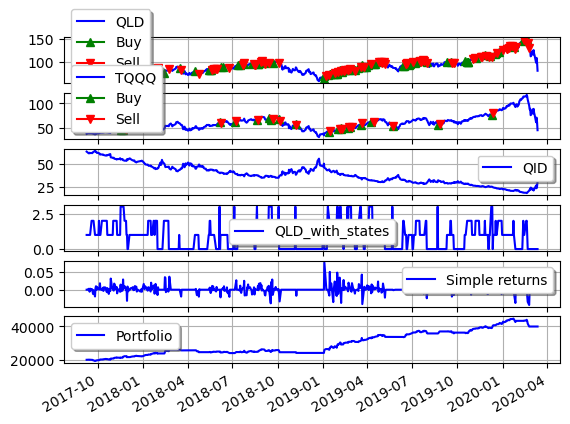 QLD
Buy
Sell
150
100
TQQQ
Buy
Sell
100
50
QID
50
25
QLD_with_states
2.5
0.0
Simple returns
0.05
0.00
Portfolio
40000
20000
2017-10
2018-01
2018-04
2018-07
2018-10
2019-01
2019-04
2019-07
2019-10
2020-01
2020-04